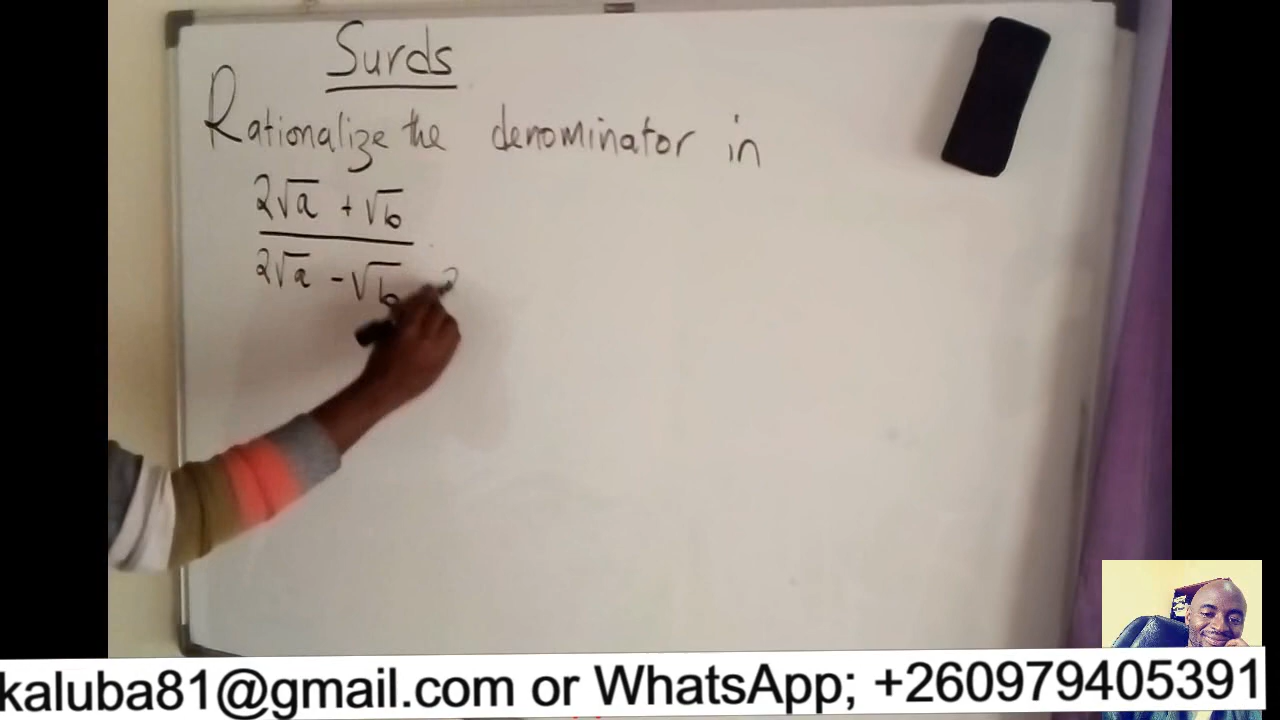 Surds
Rationalize the denominator in
2√a + √b
2√a - √b
kaluba81@gmail.com or WhatsApp; +260979405391